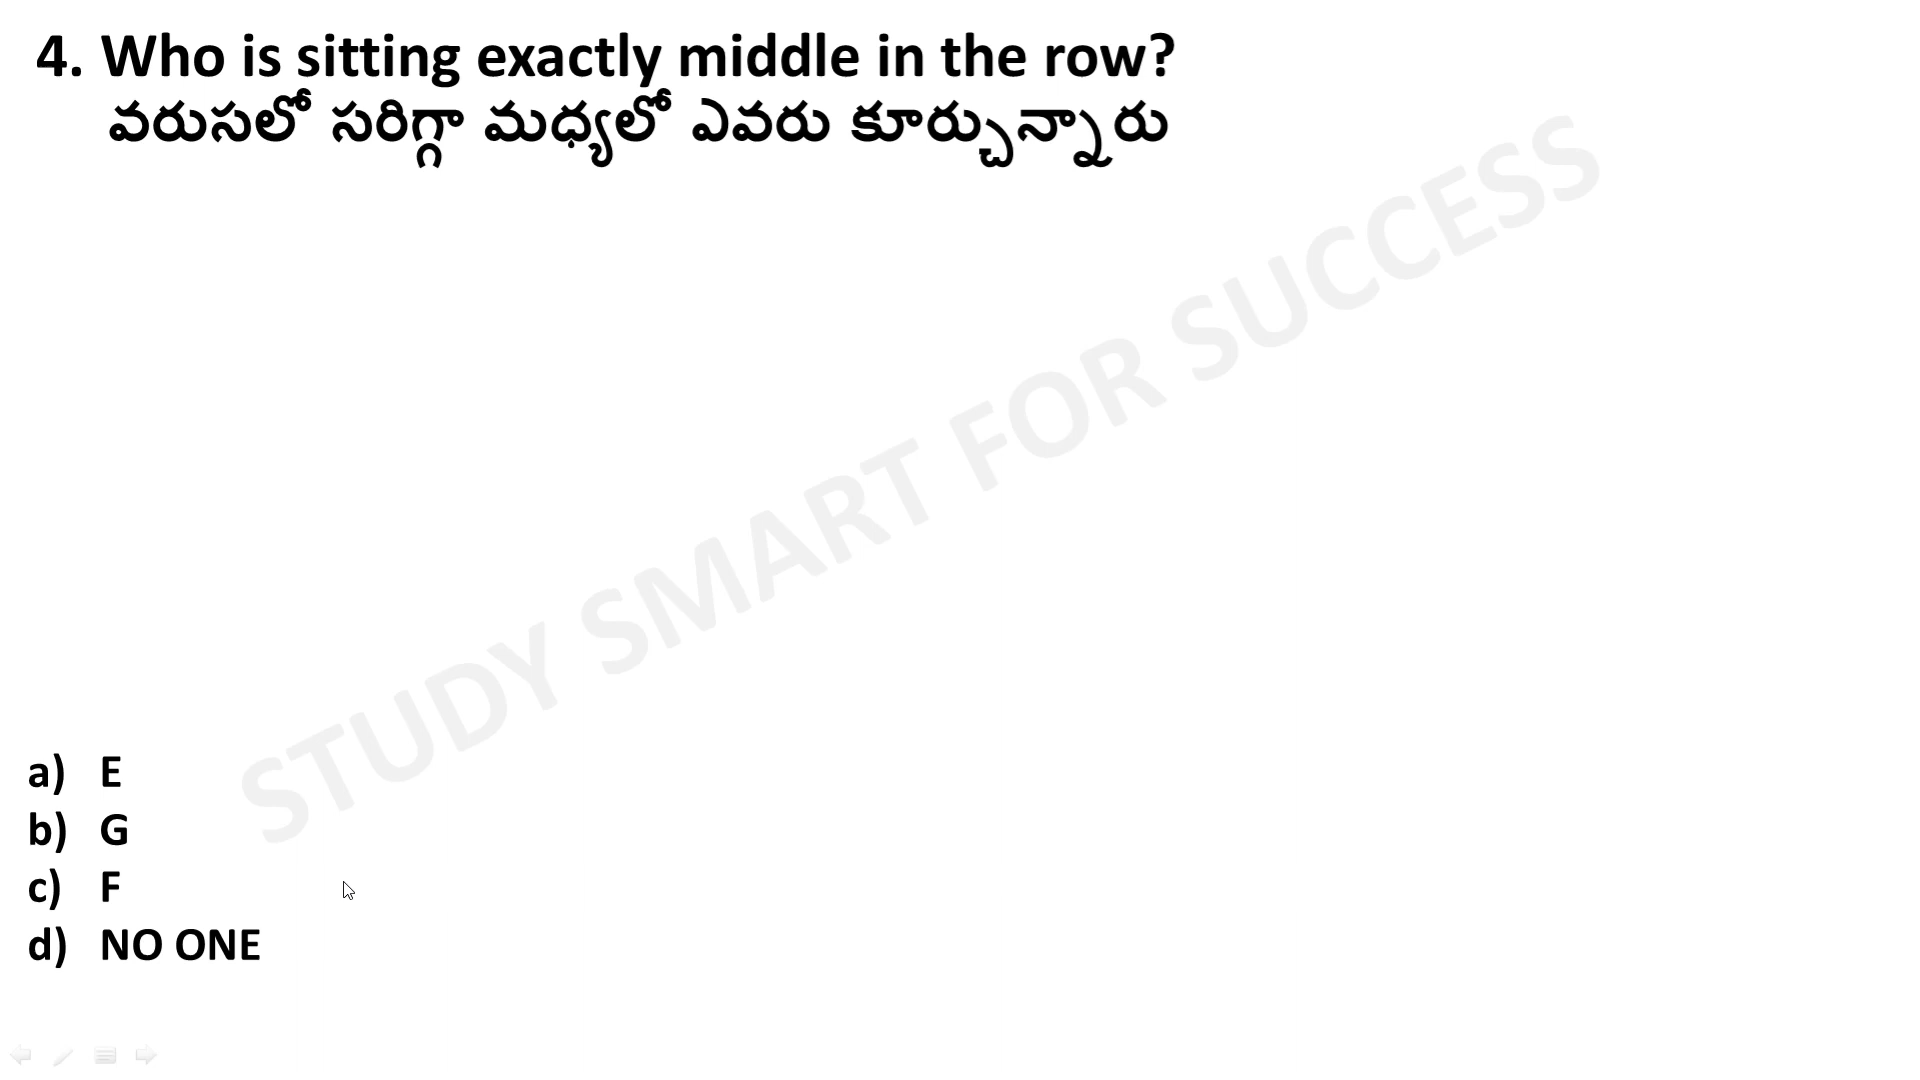 4. Who is sitting exactly middle in the row?
వరుసలో సరిగ్గా మధ్యలో ఎవరు కూర్చున్నారు
STUDY SMART FOR SUCCESS
a) E
b) G
c) F
d) NO ONE